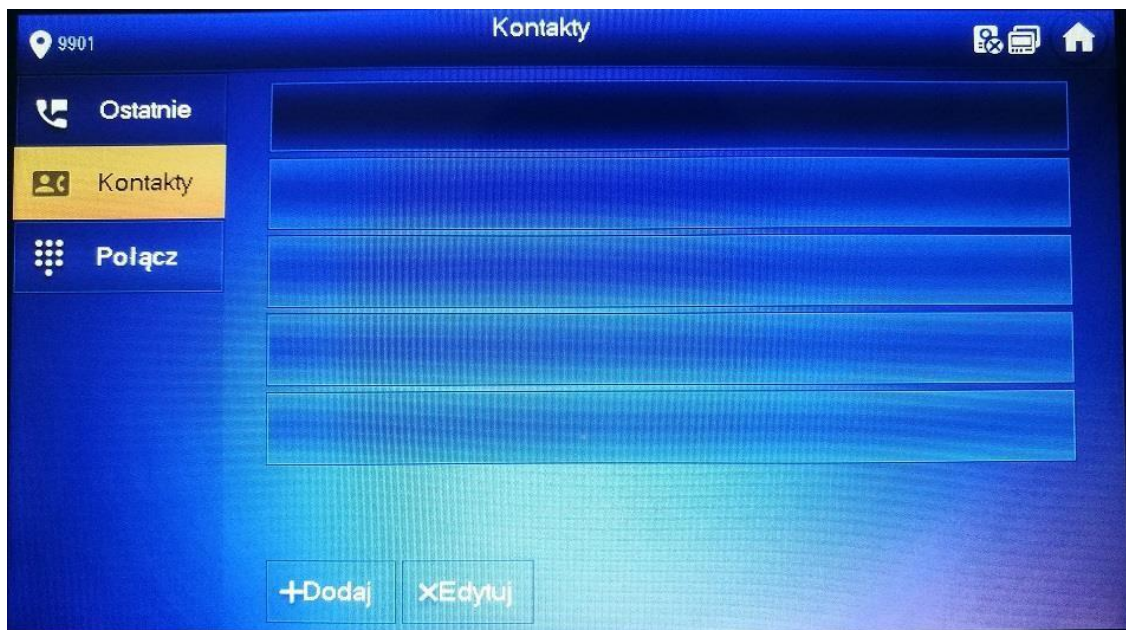 9901
Kontakty
Ostatnie
Kontakty
Połącz
+Dodaj
×Edytuj